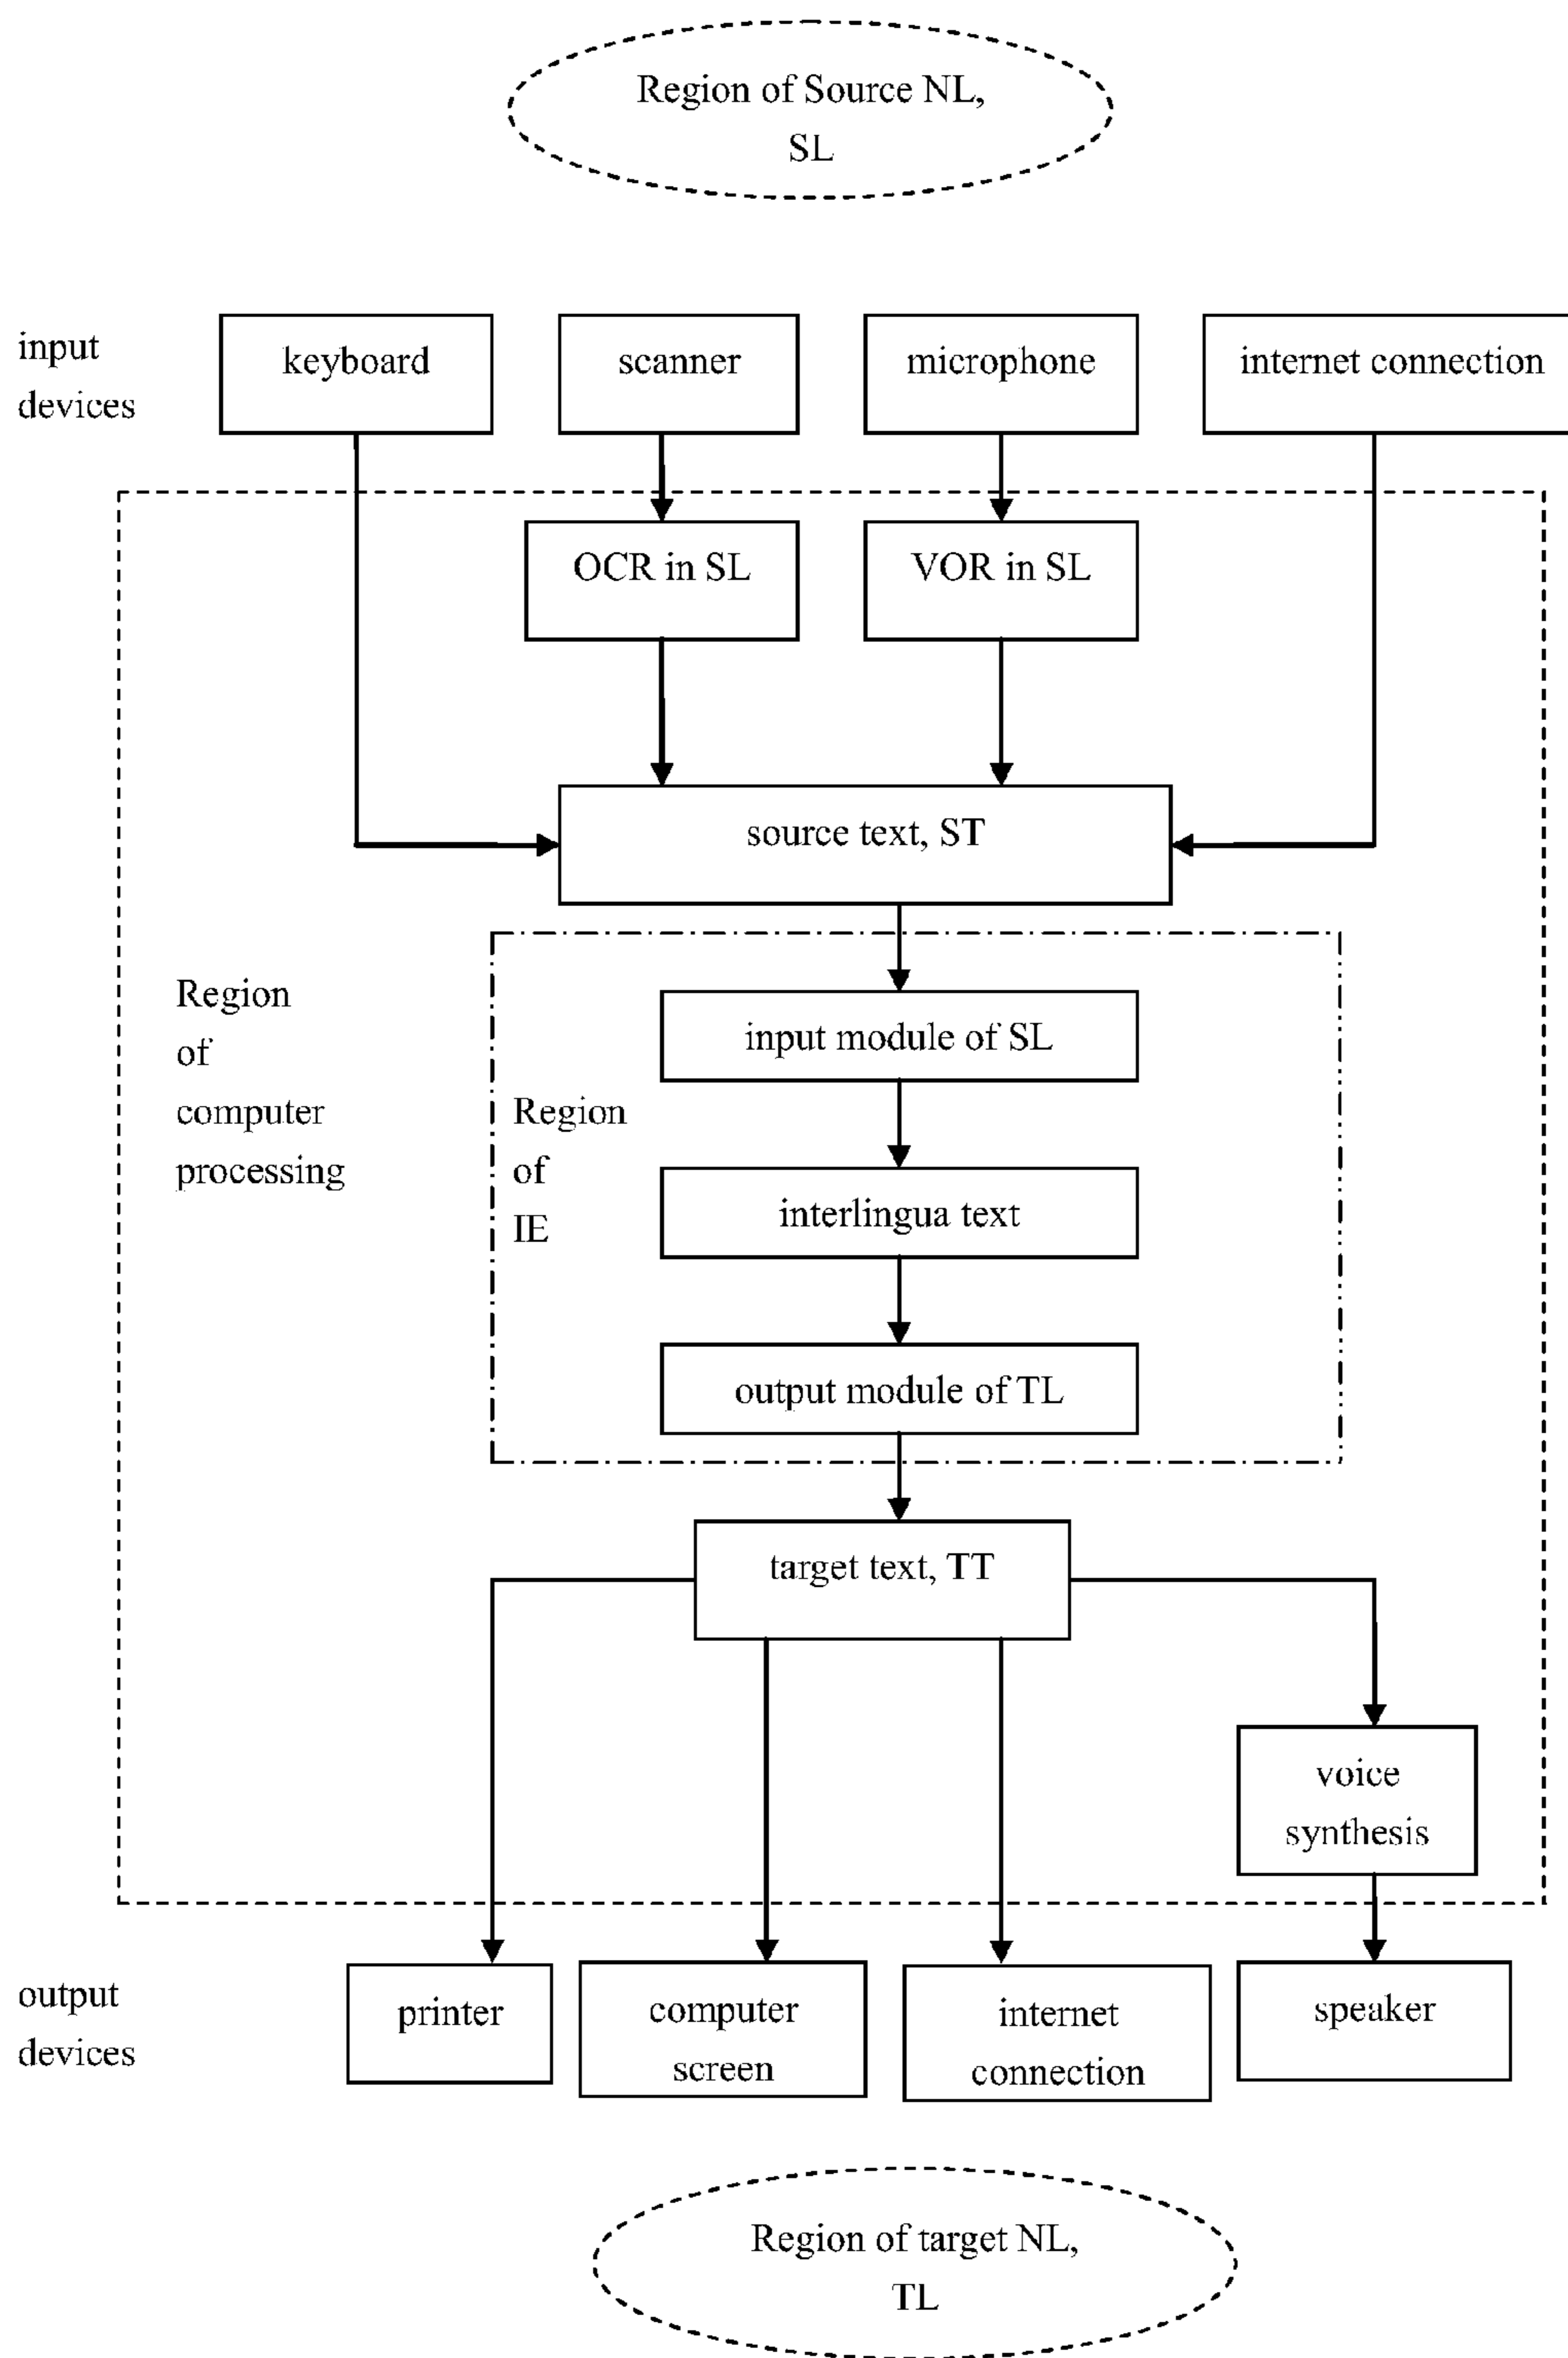 Region of Source NL,
SL
input
devices
keyboard
scanner
microphone
internet connection
OCR in SL
VOR in SL
source text, ST
Region
of
computer
processing
Region
of
IE
input module of SL
interlingua text
output module of TL
target text, TT
voice
synthesis
output
devices
printer
computer
screen
internet
connection
speaker
Region of target NL,
TL